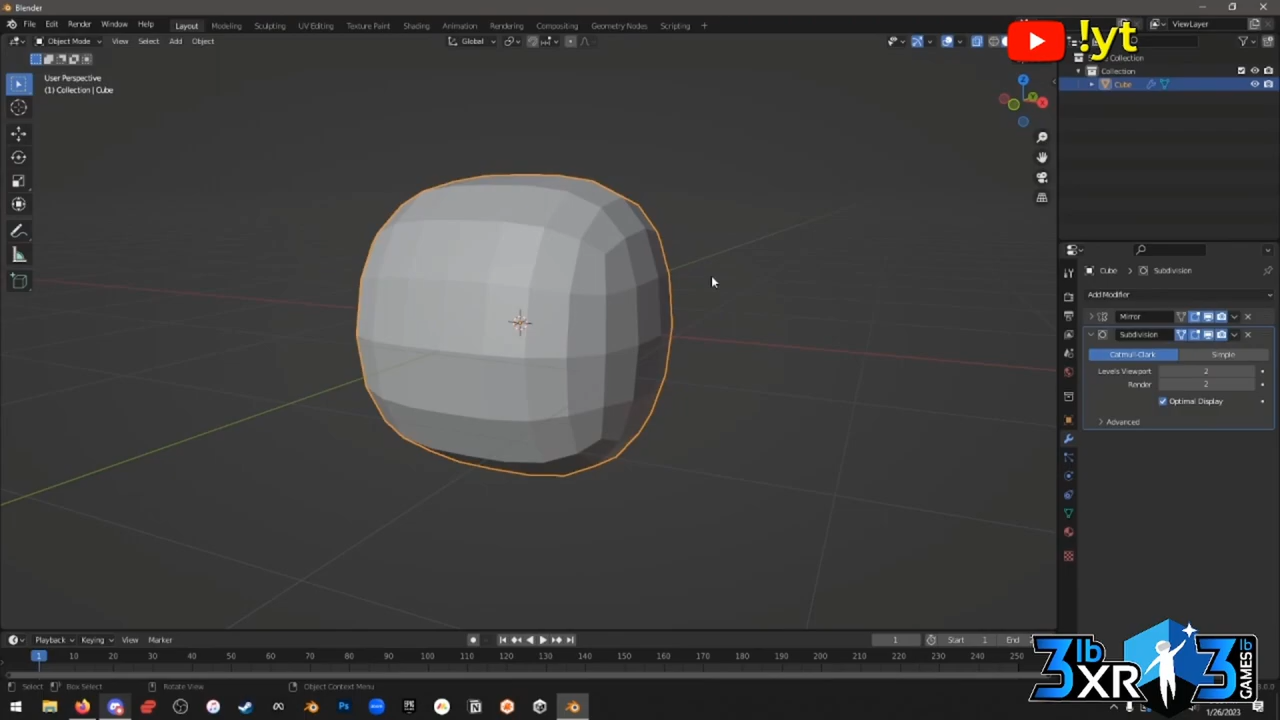 Blender
File Edit Render Window Help Layout Modeling Sculpting UV Editing Texture Paint Shading Animation Rendering Compositing Geometry Nodes Scripting + ViewLayer
!yt
Object Mode View Select Add Object Global
User Perspective
(1) Collection | Cube
Collection
Collection
Cube
X
Y
Z
Cube > Subdivision
Add Modifier
Mirror
Subdivision
Catmull-Clark Simple
Levels Viewport 2
Render 2
Optimal Display
Advanced
Playback Keying View Marker 1 Start 1 End
1 10 20 30 40 50 60 70 80 90 100 110 120 130 140 150 160 170 180 190 200 210 220 230 240 250
Select Box Select Rotate View Object Context Menu
3lb XR
3lb GAMES
1/26/2023